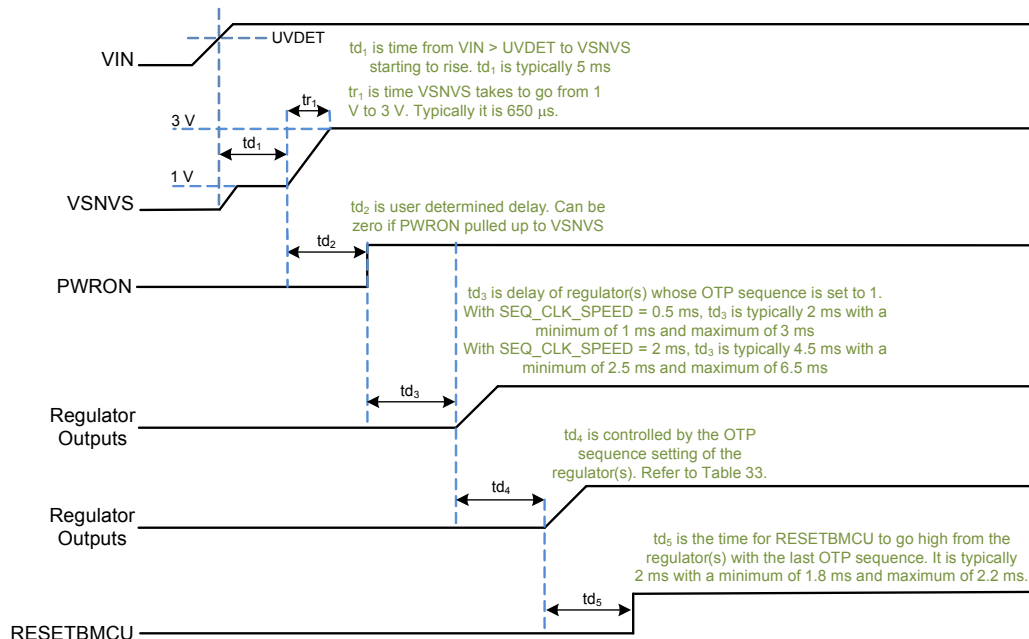 UVDET
VIN
td1 is time from VIN > UVDET to VSNVS
starting to rise. td1 is typically 5 ms
tr1 is time VSNVS takes to go from 1
V to 3 V. Typically it is 650 μs.
tr1
3 V
td1
1 V
VSNVS
td2 is user determined delay. Can be
zero if PWRON pulled up to VSNVS
td2
PWRON
td3 is delay of regulator(s) whose OTP sequence is set to 1.
With SEQ_CLK_SPEED = 0.5 ms, td3 is typically 2 ms with a
minimum of 1 ms and maximum of 3 ms
With SEQ_CLK_SPEED = 2 ms, td3 is typically 4.5 ms with a
minimum of 2.5 ms and maximum of 6.5 ms
td3
Regulator
Outputs
td4 is controlled by the OTP
sequence setting of the
regulator(s). Refer to Table 33.
td4
Regulator
Outputs
td5 is the time for RESETBMCU to go high from the
regulator(s) with the last OTP sequence. It is typically
2 ms with a minimum of 1.8 ms and maximum of 2.2 ms.
td5
RESETBMCU